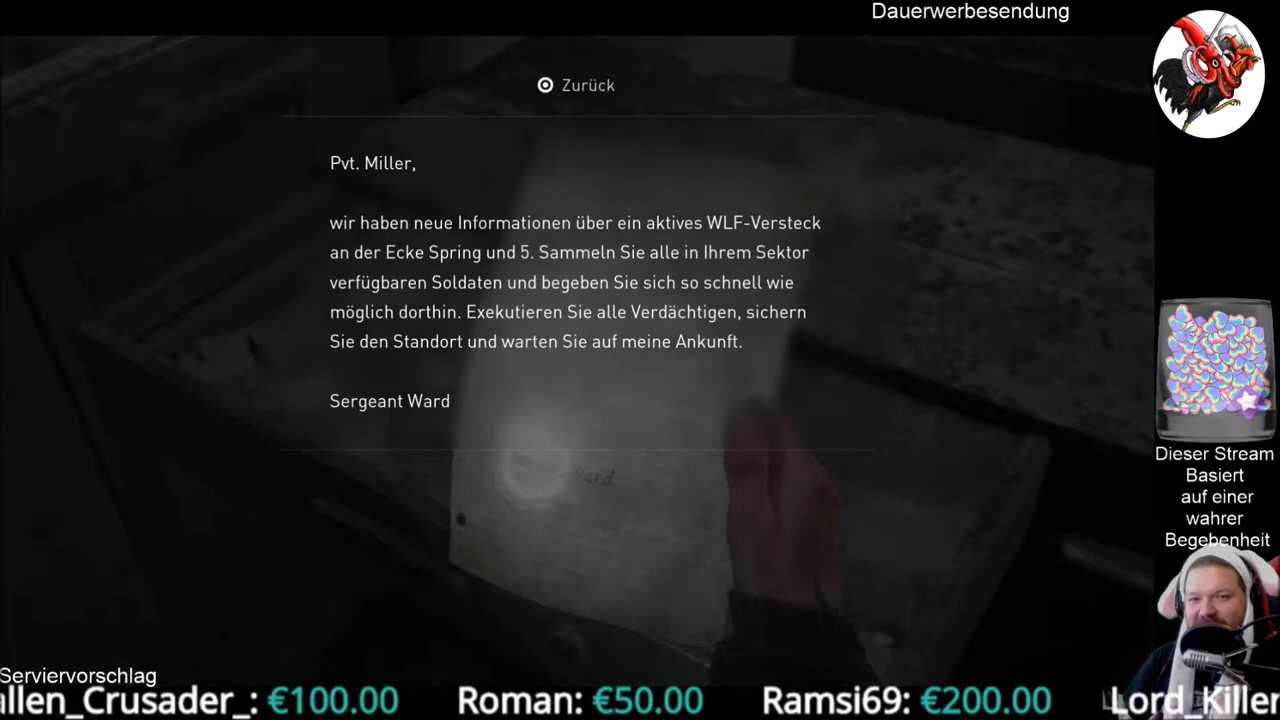 Dauerwerbesendung
Zurück
Pvt. Miller,
wir haben neue Informationen über ein aktives WLF-Versteck
an der Ecke Spring und 5. Sammeln Sie alle in Ihrem Sektor
verfügbaren Soldaten und begeben Sie sich so schnell wie
möglich dorthin. Exekutieren Sie alle Verdächtigen, sichern
Sie den Standort und warten Sie auf meine Ankunft.
Sergeant Ward
Ward
Dieser Stream
Basiert
auf einer
wahrer
Begebenheit
Serviervorschlag
allen_Crusader_: €100.00 Roman: €50.00 Ramsi69: €200.00 Lord_Killer